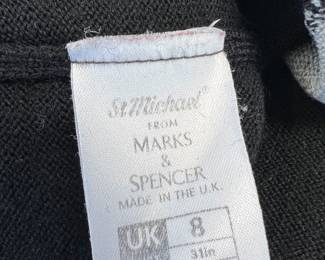 St Michael®
FROM
MARKS
&
SPENCER
MADE IN THE U.K.
UK 8
31in